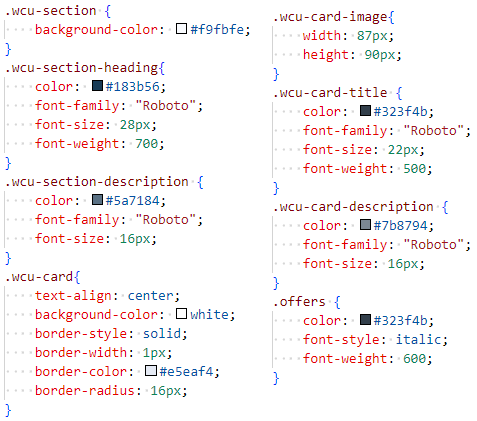 .wcu-section {
    background-color: #f9fbfe;
}
.wcu-section-heading{
    color: #183b56;
    font-family: "Roboto";
    font-size: 28px;
    font-weight: 700;
}
.wcu-section-description {
    color: #5a7184;
    font-family: "Roboto";
    font-size: 16px;
}
.wcu-card{
    text-align: center;
    background-color: white;
    border-style: solid;
    border-width: 1px;
    border-color: #e5eaf4;
    border-radius: 16px;
}
.wcu-card-image{
    width: 87px;
    height: 90px;
}
.wcu-card-title {
    color: #323f4b;
    font-family: "Roboto";
    font-size: 22px;
    font-weight: 500;
}
.wcu-card-description {
    color: #7b8794;
    font-family: "Roboto";
    font-size: 16px;
}
.offers {
    color: #323f4b;
    font-style: italic;
    font-weight: 600;
}